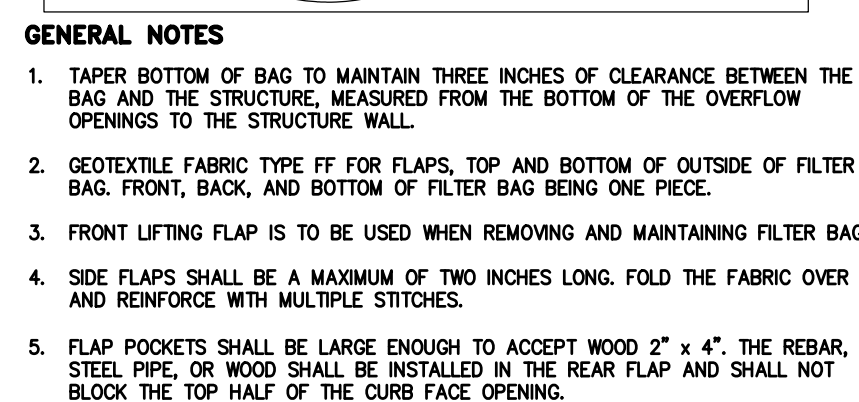 GENERAL NOTES
1. TAPER BOTTOM OF BAG TO MAINTAIN THREE INCHES OF CLEARANCE BETWEEN THE
BAG AND THE STRUCTURE, MEASURED FROM THE BOTTOM OF THE OVERFLOW
OPENINGS TO THE STRUCTURE WALL.
2. GEOTEXTILE FABRIC TYPE FF FOR FLAPS, TOP AND BOTTOM OF OUTSIDE OF FILTER
BAG. FRONT, BACK, AND BOTTOM OF FILTER BAG BEING ONE PIECE.
3. FRONT LIFTING FLAP IS TO BE USED WHEN REMOVING AND MAINTAINING FILTER BAG
4. SIDE FLAPS SHALL BE A MAXIMUM OF TWO INCHES LONG. FOLD THE FABRIC OVER
AND REINFORCE WITH MULTIPLE STITCHES.
5. FLAP POCKETS SHALL BE LARGE ENOUGH TO ACCEPT WOOD 2" x 4". THE REBAR,
STEEL PIPE, OR WOOD SHALL BE INSTALLED IN THE REAR FLAP AND SHALL NOT
BLOCK THE TOP HALF OF THE CURB FACE OPENING.